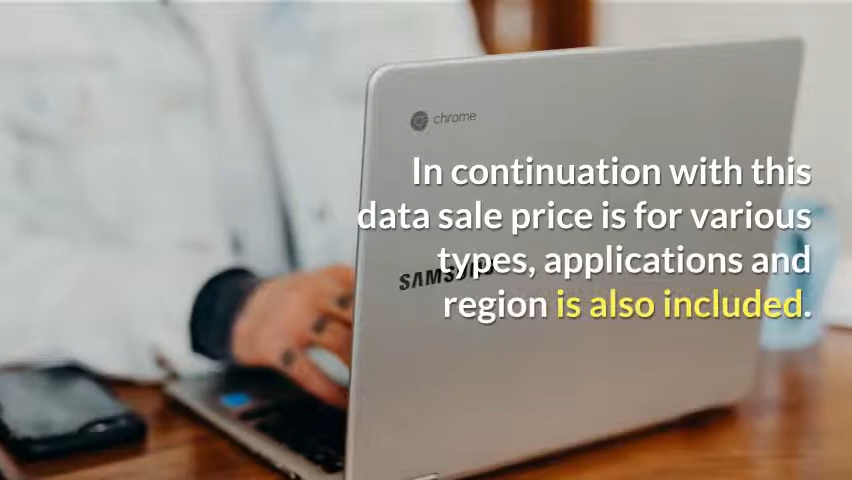 chrome
In continuation with this
data sale price is for various
types, applications and
SAMSUNG
region is also included.